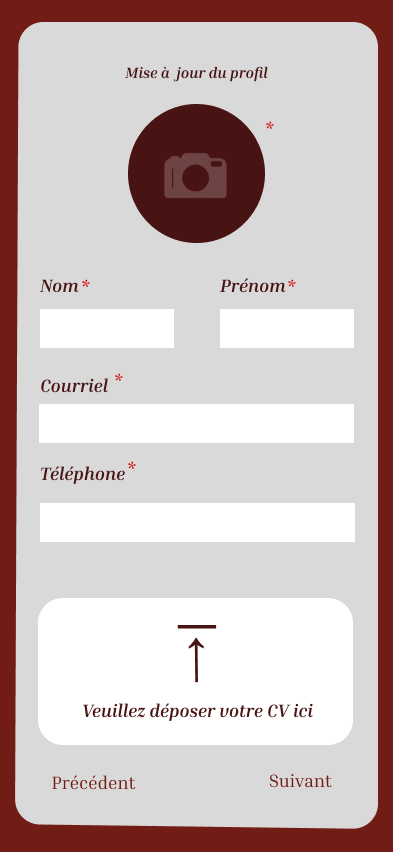 Mise à jour du profil
*
Nom* Prénom*
Courriel *
Téléphone*
Veuillez déposer votre CV ici
Précédent Suivant